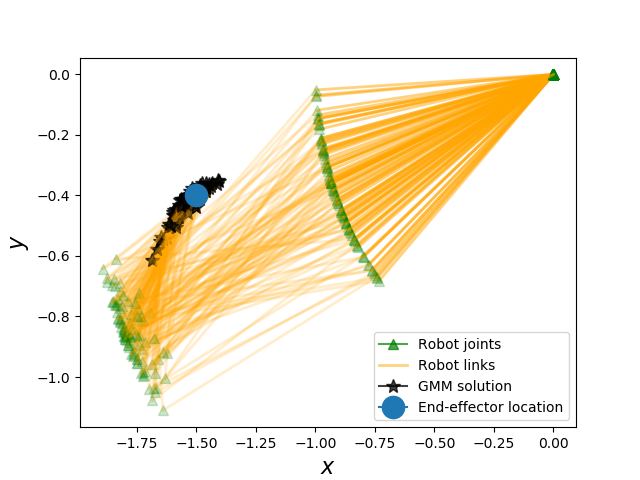 0.0
−0.2
−0.4
−0.6
−0.8
−1.0
y
Robot joints
Robot links
GMM solution
End-effector location
−1.75 −1.50 −1.25 −1.00 −0.75 −0.50 −0.25 0.00
x